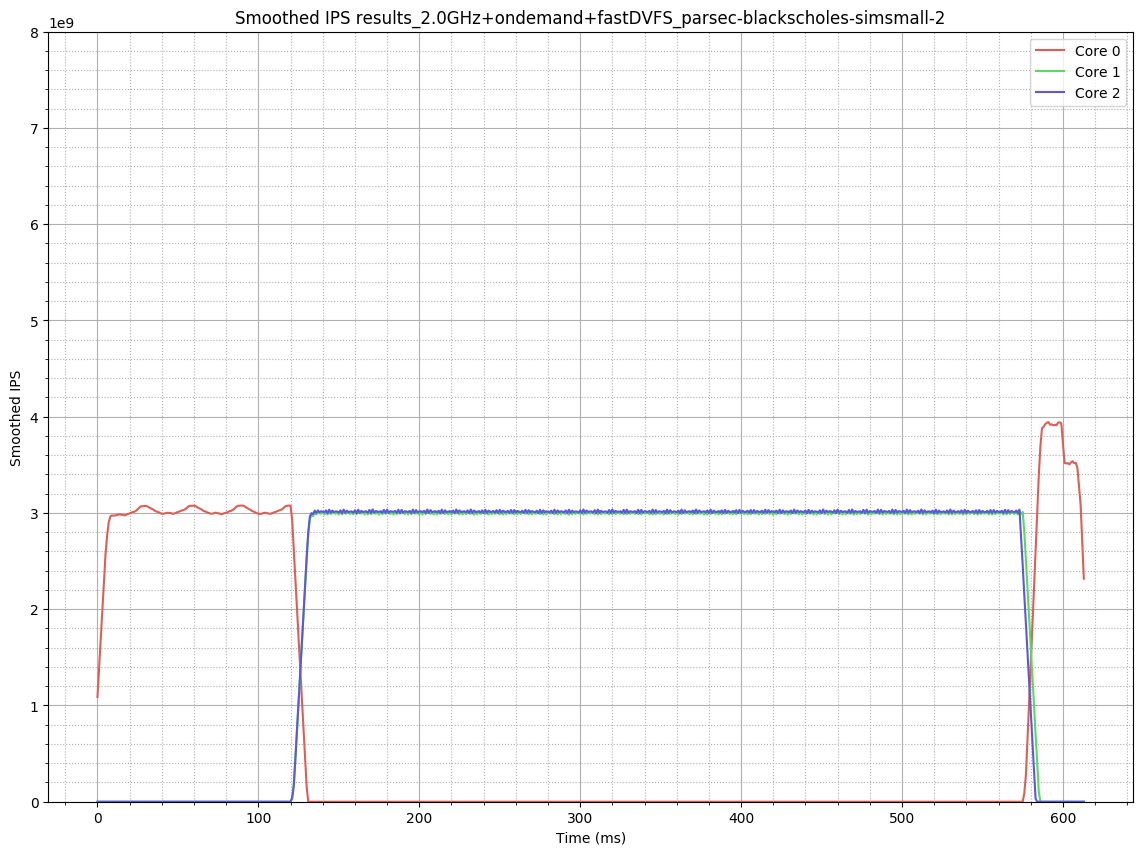 Smoothed IPS results_2.0GHz+ondemand+fastDVFS_parsec-blackscholes-simsmall-2
1e9
Core 0
Core 1
Core 2
8
7
6
5
4
3
2
1
0
Smoothed IPS
0 100 200 300 400 500 600
Time (ms)